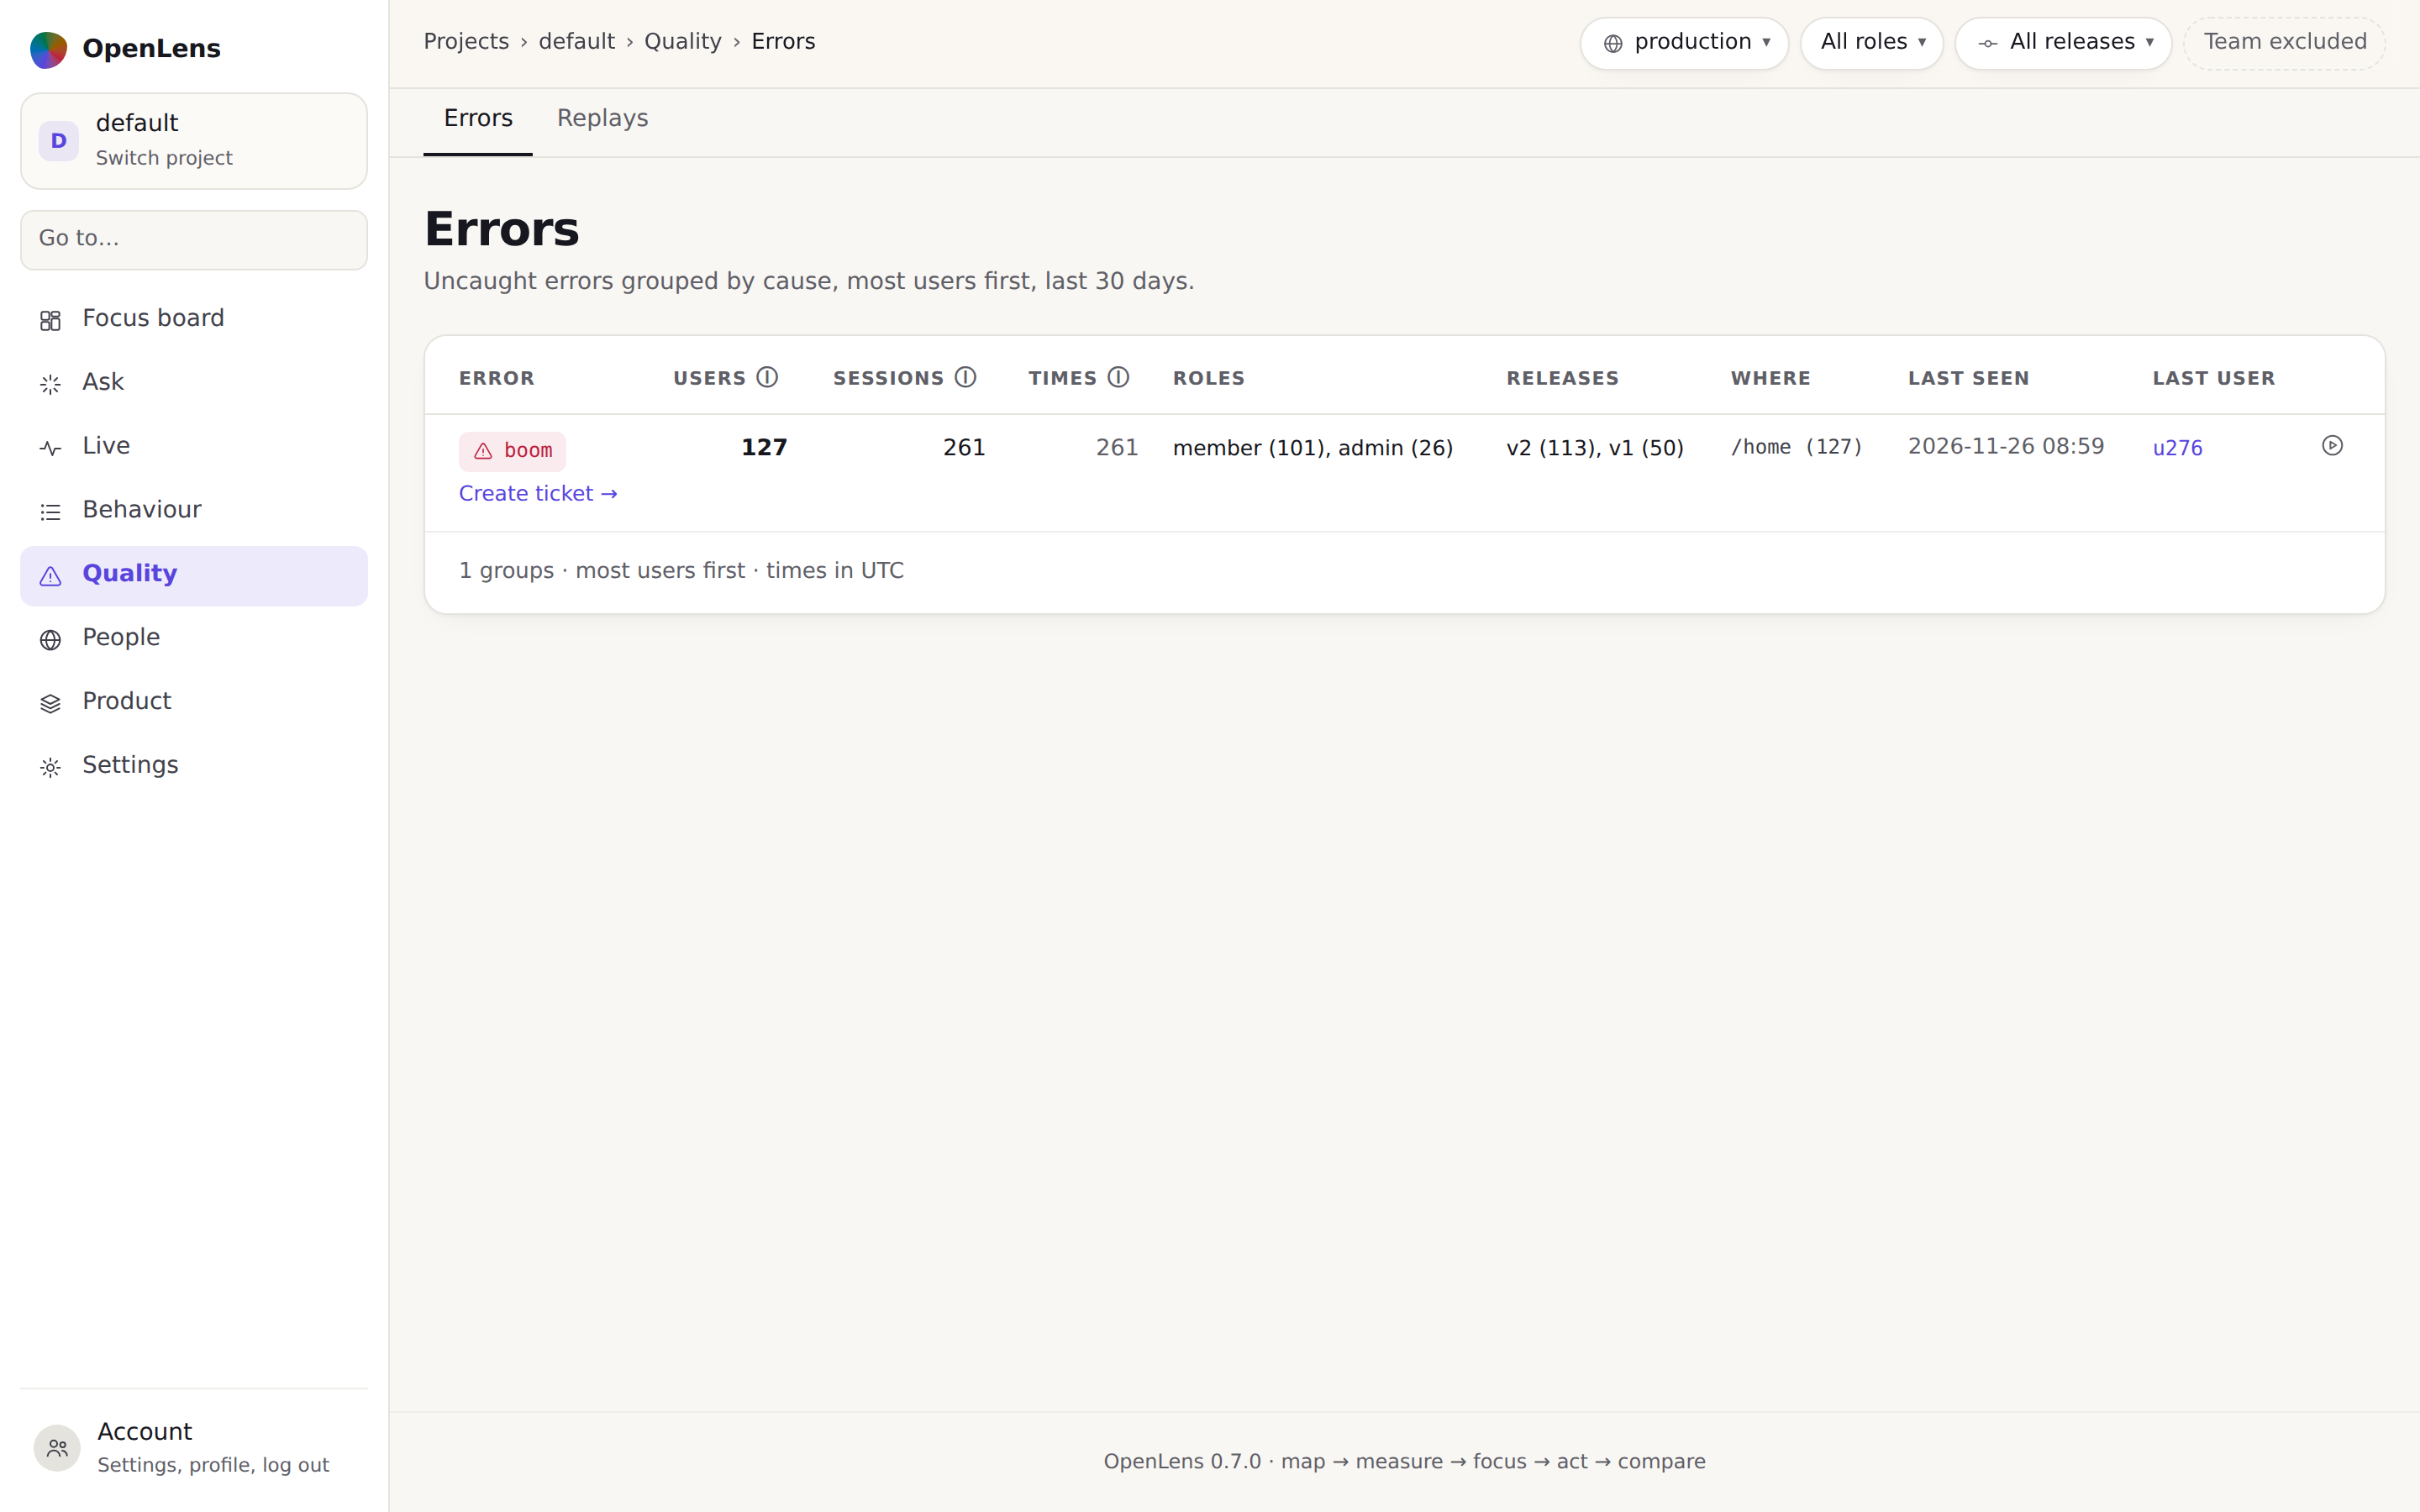 OpenLens
D
default
Switch project
Go to…
Focus board
Ask
Live
Behaviour
Quality
People
Product
Settings
Account
Settings, profile, log out
Projects › default › Quality › Errors
production ▾
All roles ▾
All releases ▾
Team excluded
Errors
Replays
Errors
Uncaught errors grouped by cause, most users first, last 30 days.
ERROR USERS SESSIONS TIMES ROLES RELEASES WHERE LAST SEEN LAST USER
boom 127 261 261 member (101), admin (26) v2 (113), v1 (50) /home (127) 2026-11-26 08:59 u276
Create ticket →
1 groups · most users first · times in UTC
OpenLens 0.7.0 · map → measure → focus → act → compare